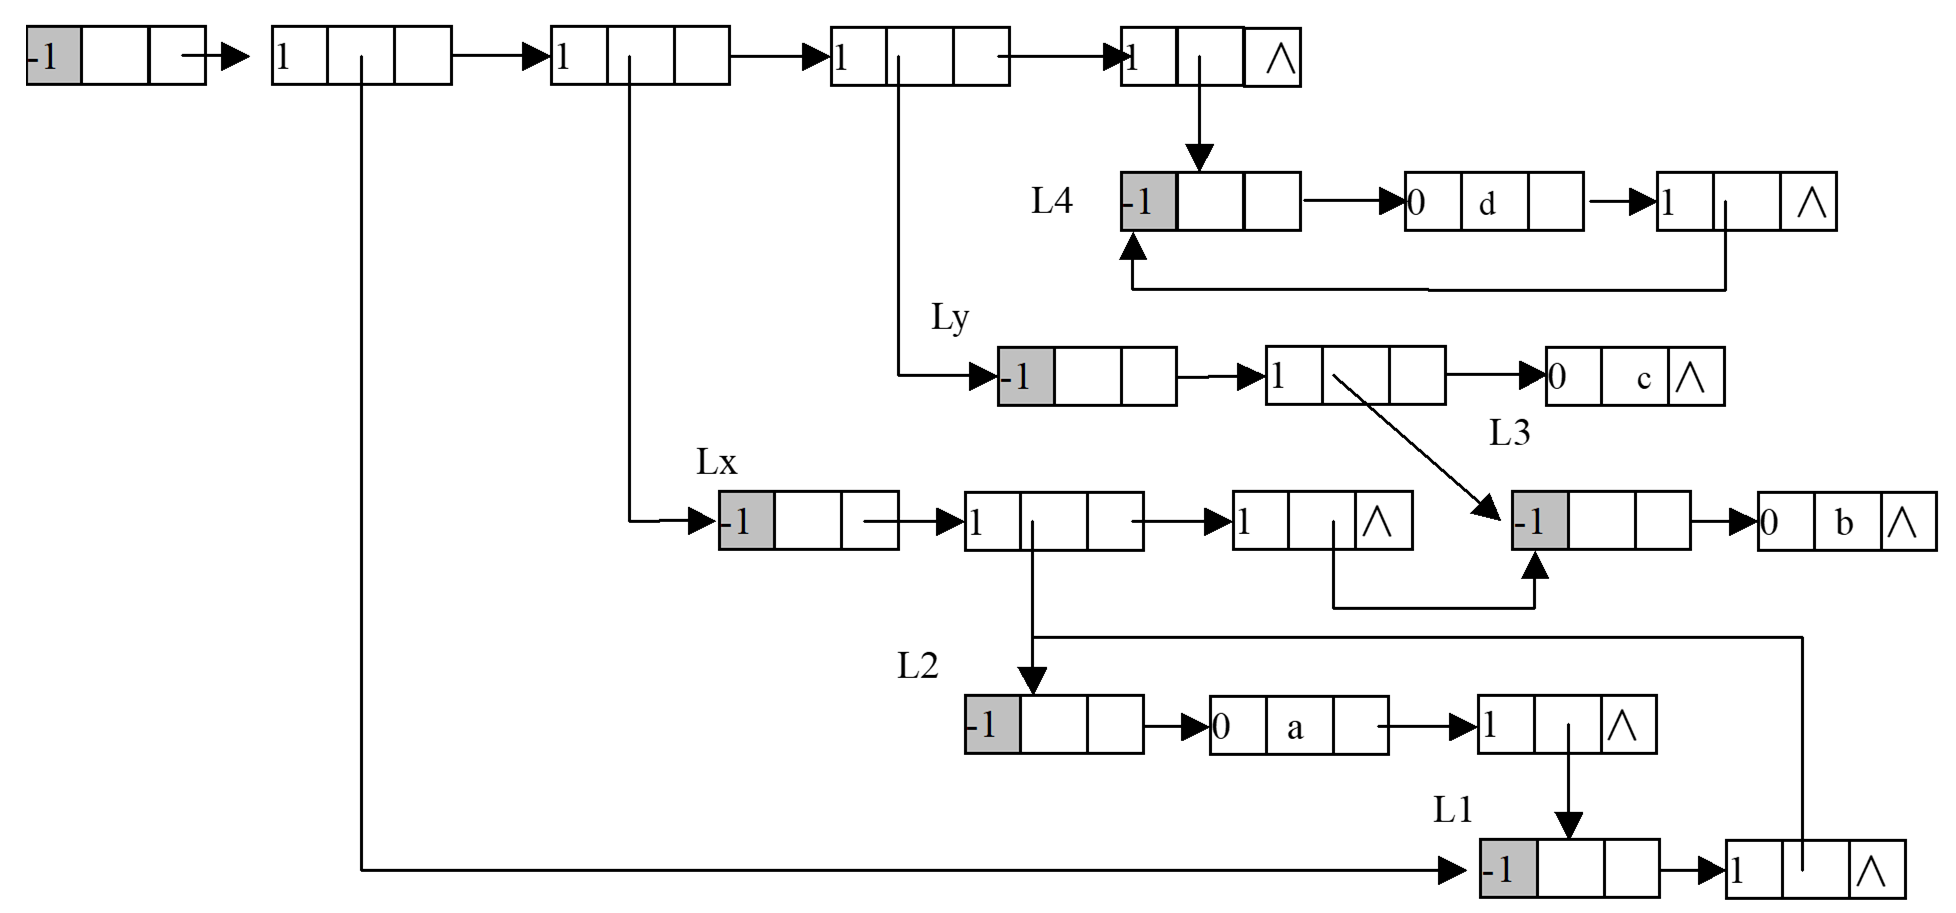 -1 1 1 1 1 ∧
L4 -1 0 d 1 ∧
Ly
-1 1 0 c ∧
L3
Lx
-1 1 1 ∧ -1 0 b ∧
L2
-1 0 a 1 ∧
L1
-1 1 ∧